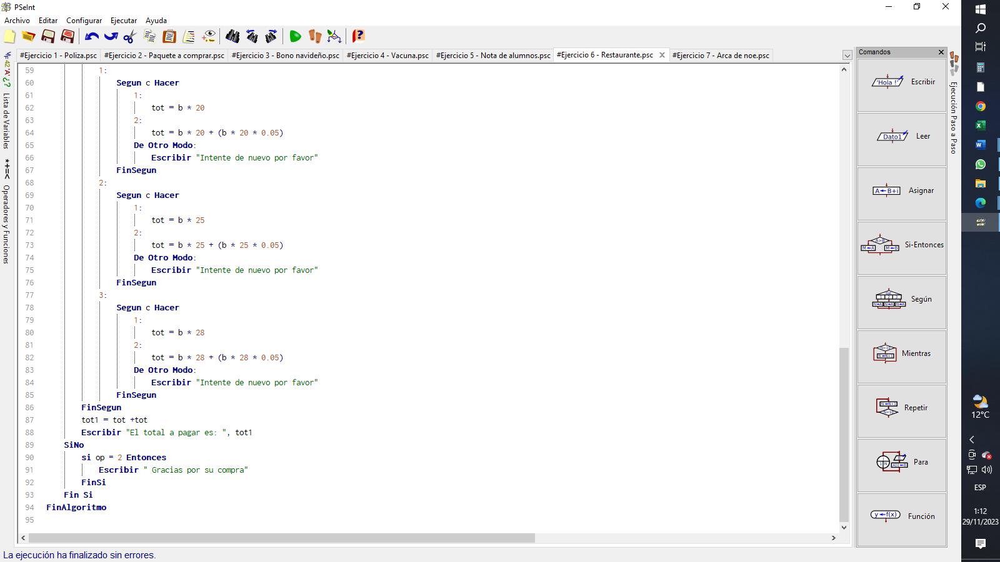 PSeInt
Archivo Editar Configurar Ejecutar Ayuda
#Ejercicio 1 - Poliza.psc #Ejercicio 2 - Paquete a comprar.psc #Ejercicio 3 - Bono navideño.psc #Ejercicio 4 - Vacuna.psc #Ejercicio 5 - Nota de alumnos.psc #Ejercicio 6 - Restaurante.psc #Ejercicio 7 - Arca de noe.psc
Lista de Variables
Operadores y Funciones
59 1:
60 Segun c Hacer
61 1:
62 tot = b * 20
63 2:
64 tot = b * 20 + (b * 20 * 0.05)
65 De Otro Modo:
66 Escribir "Intente de nuevo por favor"
67 FinSegun
68 2:
69 Segun c Hacer
70 1:
71 tot = b * 25
72 2:
73 tot = b * 25 + (b * 25 * 0.05)
74 De Otro Modo:
75 Escribir "Intente de nuevo por favor"
76 FinSegun
77 3:
78 Segun c Hacer
79 1:
80 tot = b * 28
81 2:
82 tot = b * 28 + (b * 28 * 0.05)
83 De Otro Modo:
84 Escribir "Intente de nuevo por favor"
85 FinSegun
86 FinSegun
87 tot1 = tot +tot
88 Escribir "El total a pagar es: ", tot1
89 SiNo
90 si op = 2 Entonces
91 Escribir " Gracias por su compra"
92 FinSi
93 Fin Si
94 FinAlgoritmo
95
La ejecución ha finalizado sin errores.
Comandos
'Hola !' Escribir
Dato1 Leer
A←B+i Asignar
A>B M←A M←B Si-Entonces
Según
Mientras
Repetir
Para
y←f(x) Función
Ejecución Paso a Paso
12°C
ESP
1:12
29/11/2023